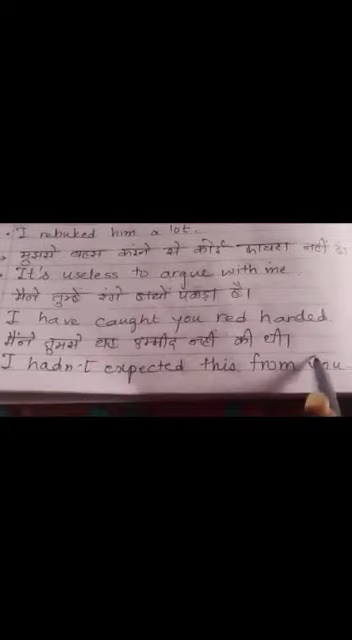 • I rebuked him a lot.
मुझसे बहस करने से कोई फायदा नहीं है।
• It's useless to argue with me.
मैंने तुम्हें रंगे हाथों पकड़ा है।
I have caught you red handed
मैंने तुमसे यह उम्मीद नहीं की थी।
I hadn't expected this from you